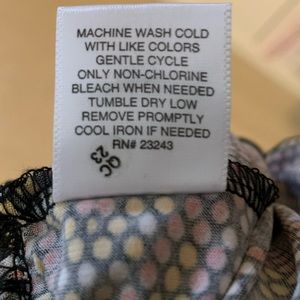 MACHINE WASH COLD
WITH LIKE COLORS
GENTLE CYCLE
ONLY NON-CHLORINE
BLEACH WHEN NEEDED
TUMBLE DRY LOW
REMOVE PROMPTLY
COOL IRON IF NEEDED
RN# 23243
QC
23